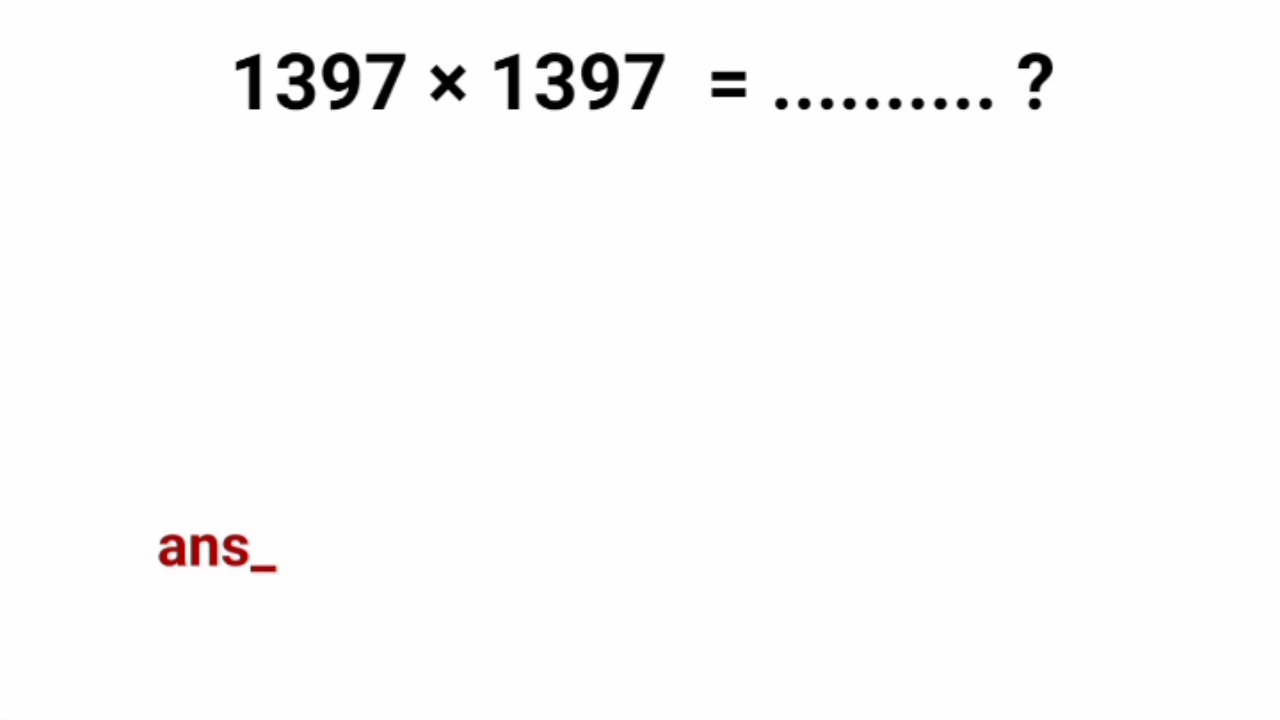 1397 × 1397 = .......... ?
ans_